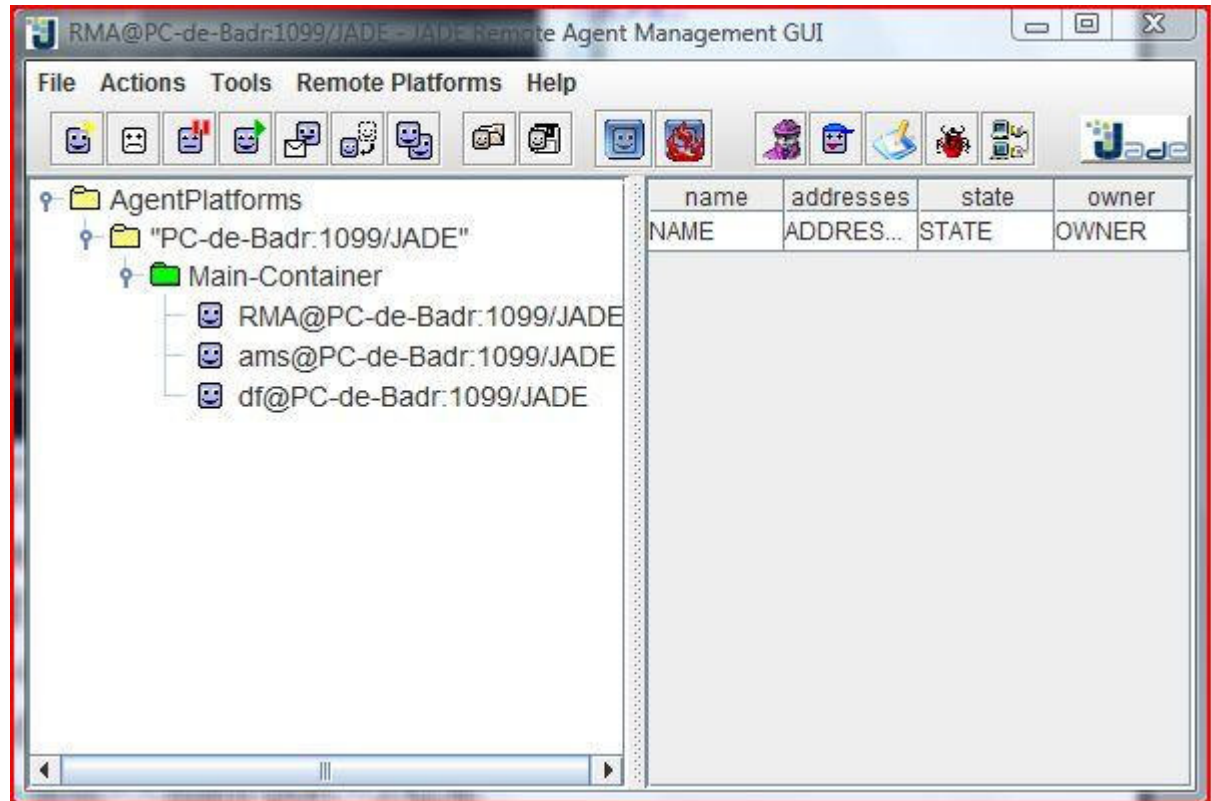 RMA@PC-de-Badr:1099/JADE - JADE Remote Agent Management GUI
File Actions Tools Remote Platforms Help
Jade
AgentPlatforms
"PC-de-Badr:1099/JADE"
Main-Container
RMA@PC-de-Badr:1099/JADE
ams@PC-de-Badr:1099/JADE
df@PC-de-Badr:1099/JADE
name addresses state owner
NAME ADDRES... STATE OWNER